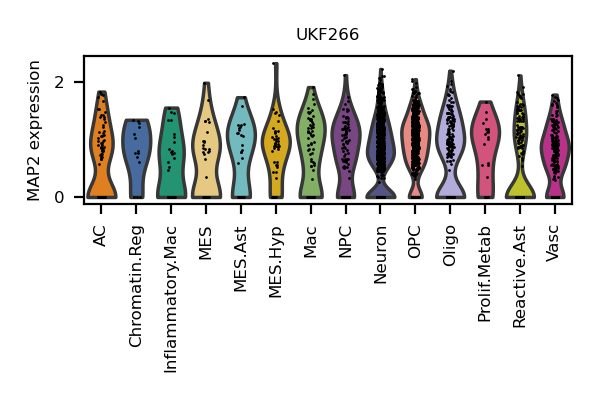 UKF266
MAP2 expression
2
0
AC
Chromatin.Reg
Inflammatory.Mac
MES
MES.Ast
MES.Hyp
Mac
NPC
Neuron
OPC
Oligo
Prolif.Metab
Reactive.Ast
Vasc